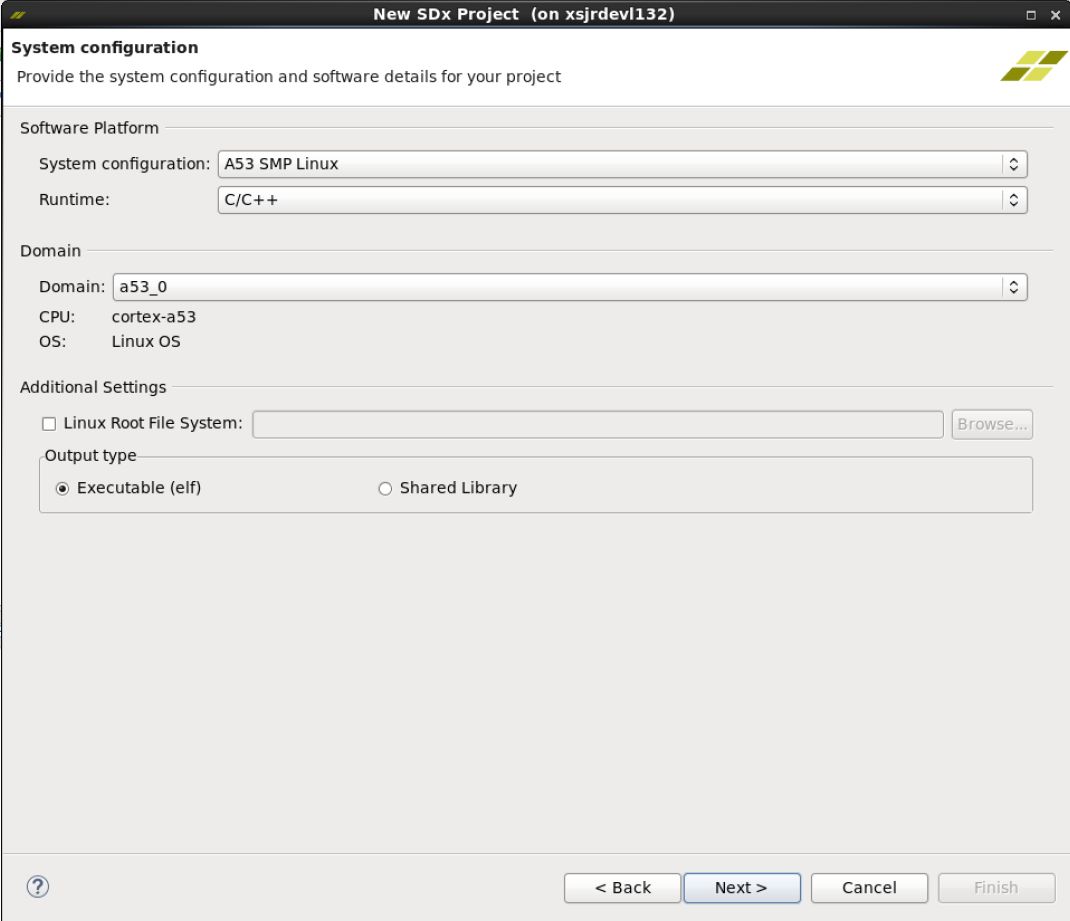 New SDx Project (on xsjrdevl132)
System configuration
Provide the system configuration and software details for your project
Software Platform
System configuration: A53 SMP Linux
Runtime: C/C++
Domain
Domain: a53_0
CPU: cortex-a53
OS: Linux OS
Additional Settings
Linux Root File System: Browse...
Output type
Executable (elf) Shared Library
? < Back Next > Cancel Finish